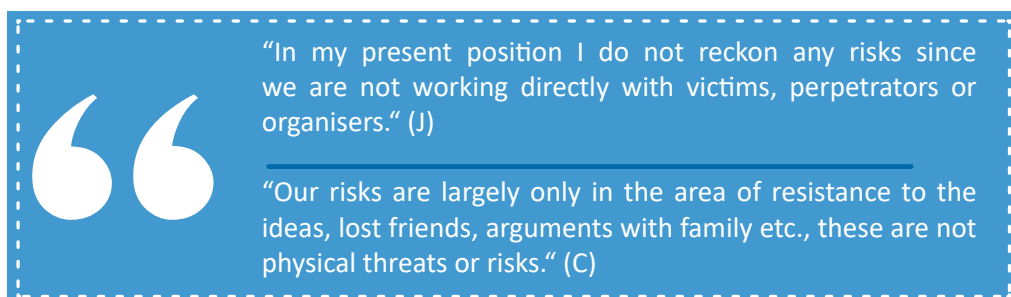 “In my present position I do not reckon any risks since
we are not working directly with victims, perpetrators or
organisers.“ (J)
“Our risks are largely only in the area of resistance to the
ideas, lost friends, arguments with family etc., these are not
physical threats or risks.“ (C)